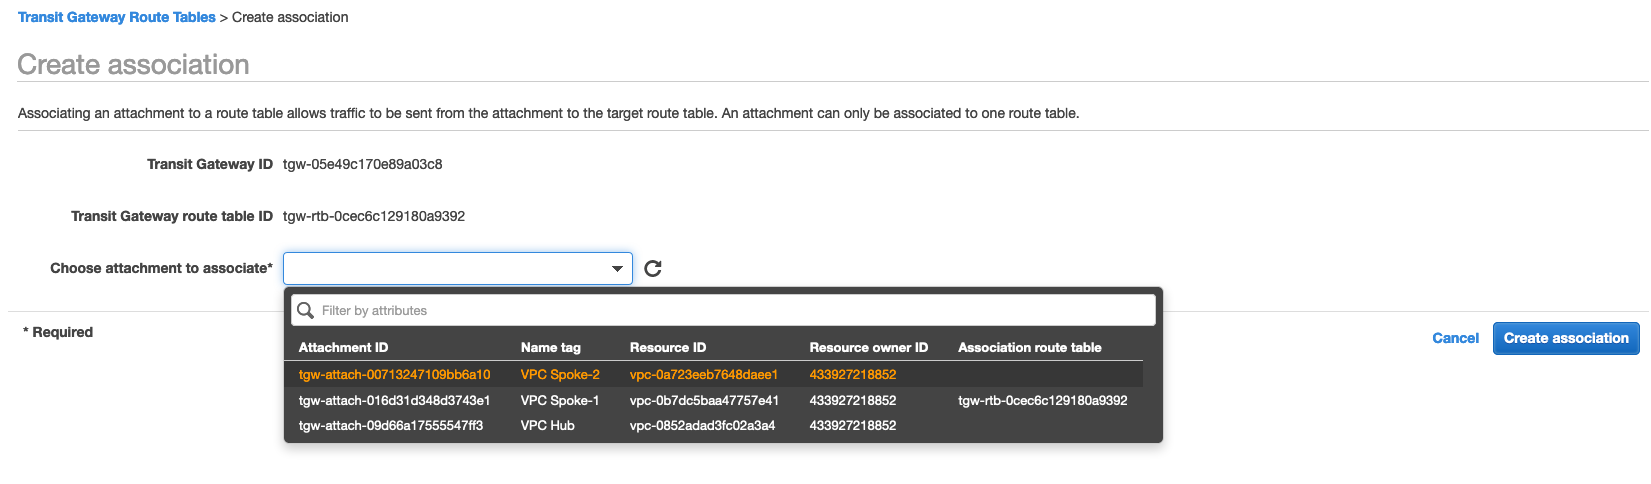 Transit Gateway Route Tables > Create association
Create association
Associating an attachment to a route table allows traffic to be sent from the attachment to the target route table. An attachment can only be associated to one route table.
Transit Gateway ID tgw-05e49c170e89a03c8
Transit Gateway route table ID tgw-rtb-0cec6c129180a9392
Choose attachment to associate*
Filter by attributes
* Required
Cancel Create association
Attachment ID Name tag Resource ID Resource owner ID Association route table
tgw-attach-00713247109bb6a10 VPC Spoke-2 vpc-0a723eeb7648daee1 433927218852
tgw-attach-016d31d348d3743e1 VPC Spoke-1 vpc-0b7dc5baa47757e41 433927218852 tgw-rtb-0cec6c129180a9392
tgw-attach-09d66a17555547ff3 VPC Hub vpc-0852adad3fc02a3a4 433927218852